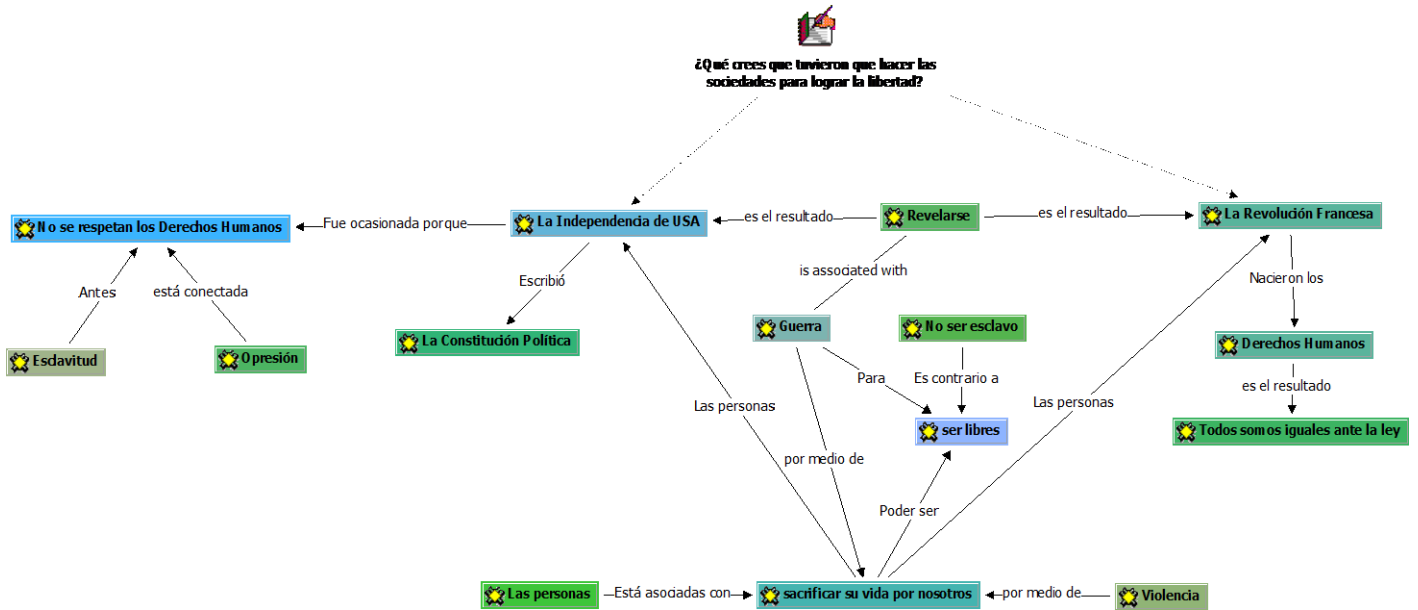 ¿Qué crees que tuvieron que hacer las
sociedades para lograr la libertad?
No se respetan los Derechos Humanos
Fue ocasionada porque
La Independencia de USA
es el resultado
Revelarse
es el resultado
La Revolución Francesa
Antes
está conectada
Escribió
is associated with
Nacieron los
Esclavitud
Opresión
La Constitución Política
Guerra
No ser esclavo
Derechos Humanos
Para
Es contrario a
es el resultado
Las personas
Las personas
ser libres
Todos somos iguales ante la ley
por medio de
Poder ser
Las personas
Está asociadas con
sacrificar su vida por nosotros
por medio de
Violencia